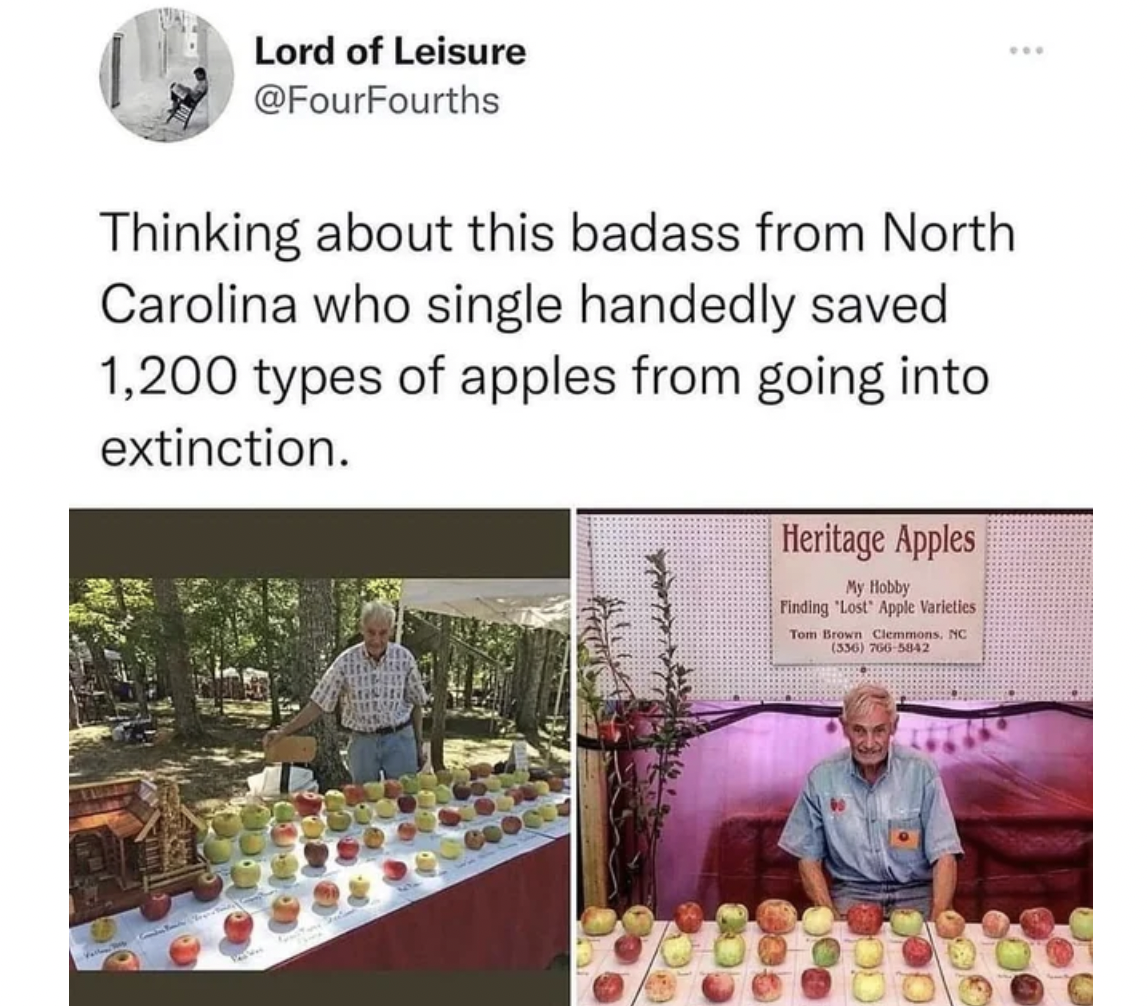 Lord of Leisure
@FourFourths
Thinking about this badass from North
Carolina who single handedly saved
1,200 types of apples from going into
extinction.
Heritage Apples
My Hobby
Finding "Lost" Apple Varieties
Tom Brown Clemmons, NC
(336) 766-5842